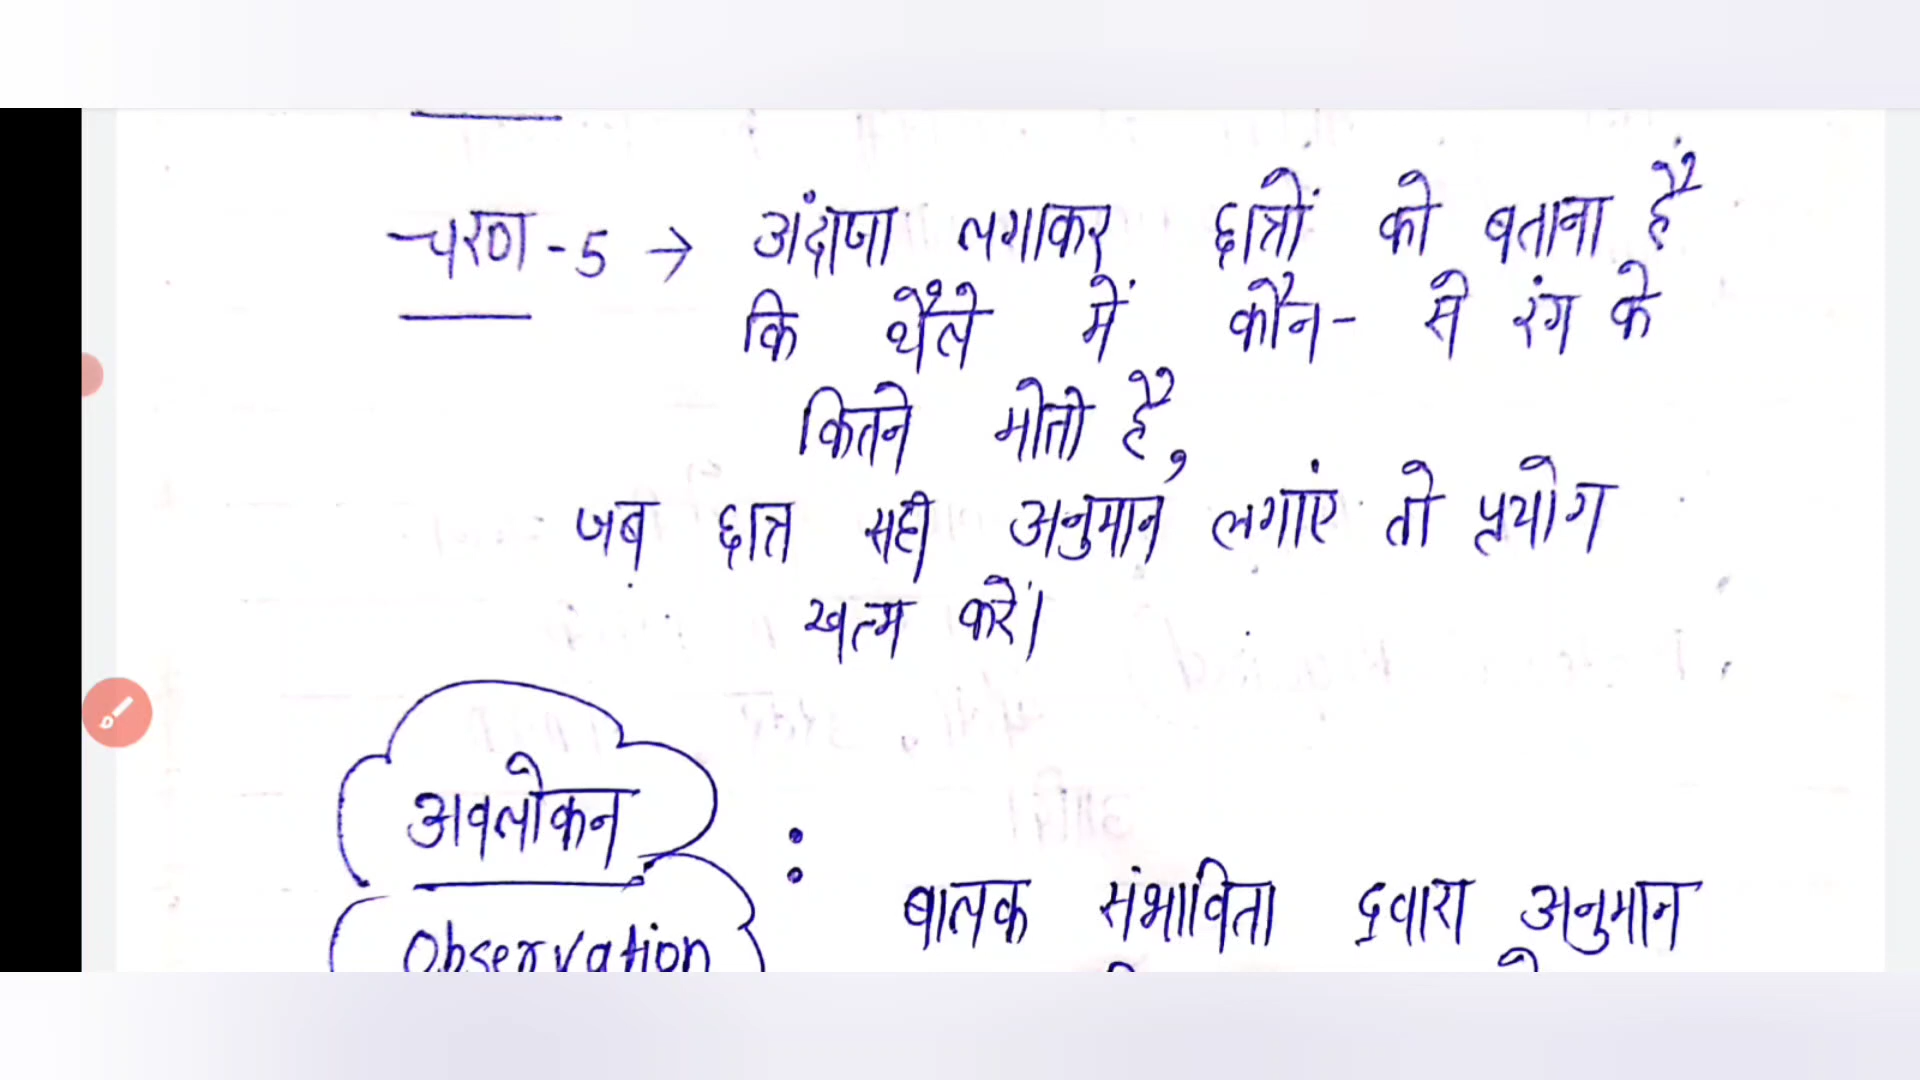 चरण - 5 → अंदाजा लगाकर छात्रों को बताना है
कि थैले में कौन - से रंग के
कितने मोती है,
जब छात्र सही अनुमान लगाएं तो प्रयोग
खत्म करें।
अवलोकन :
Observation
बालक संभाविता द्वारा अनुमान